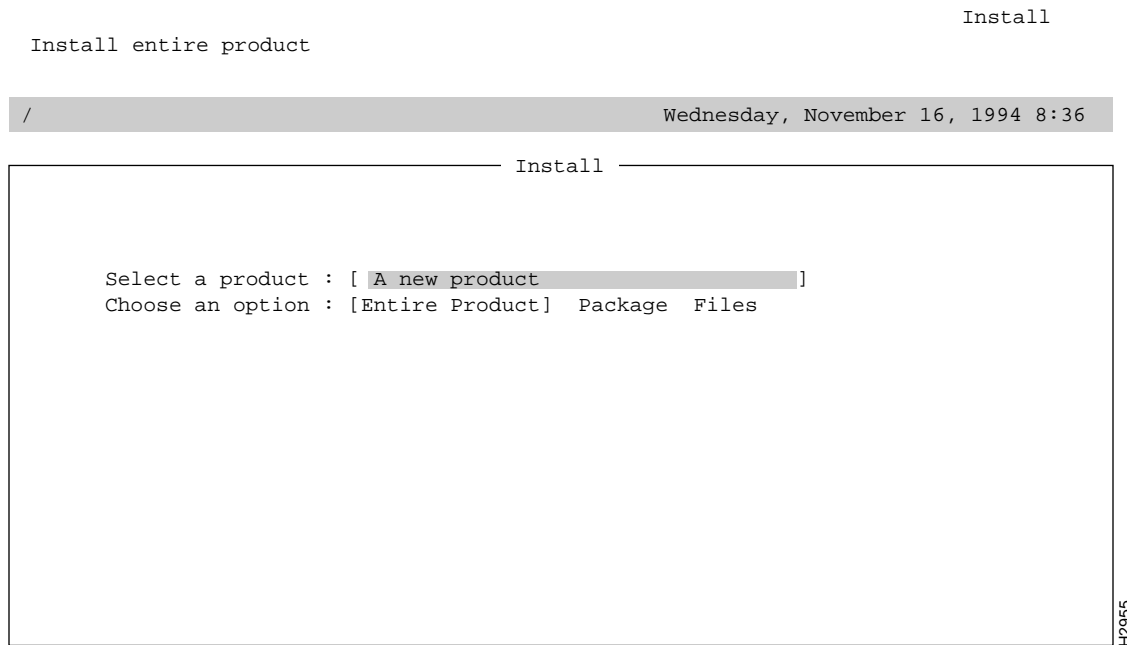 Install
Install entire product
/ Wednesday, November 16, 1994 8:36
Install
Select a product : [ A new product ]
Choose an option : [Entire Product] Package Files
H2955